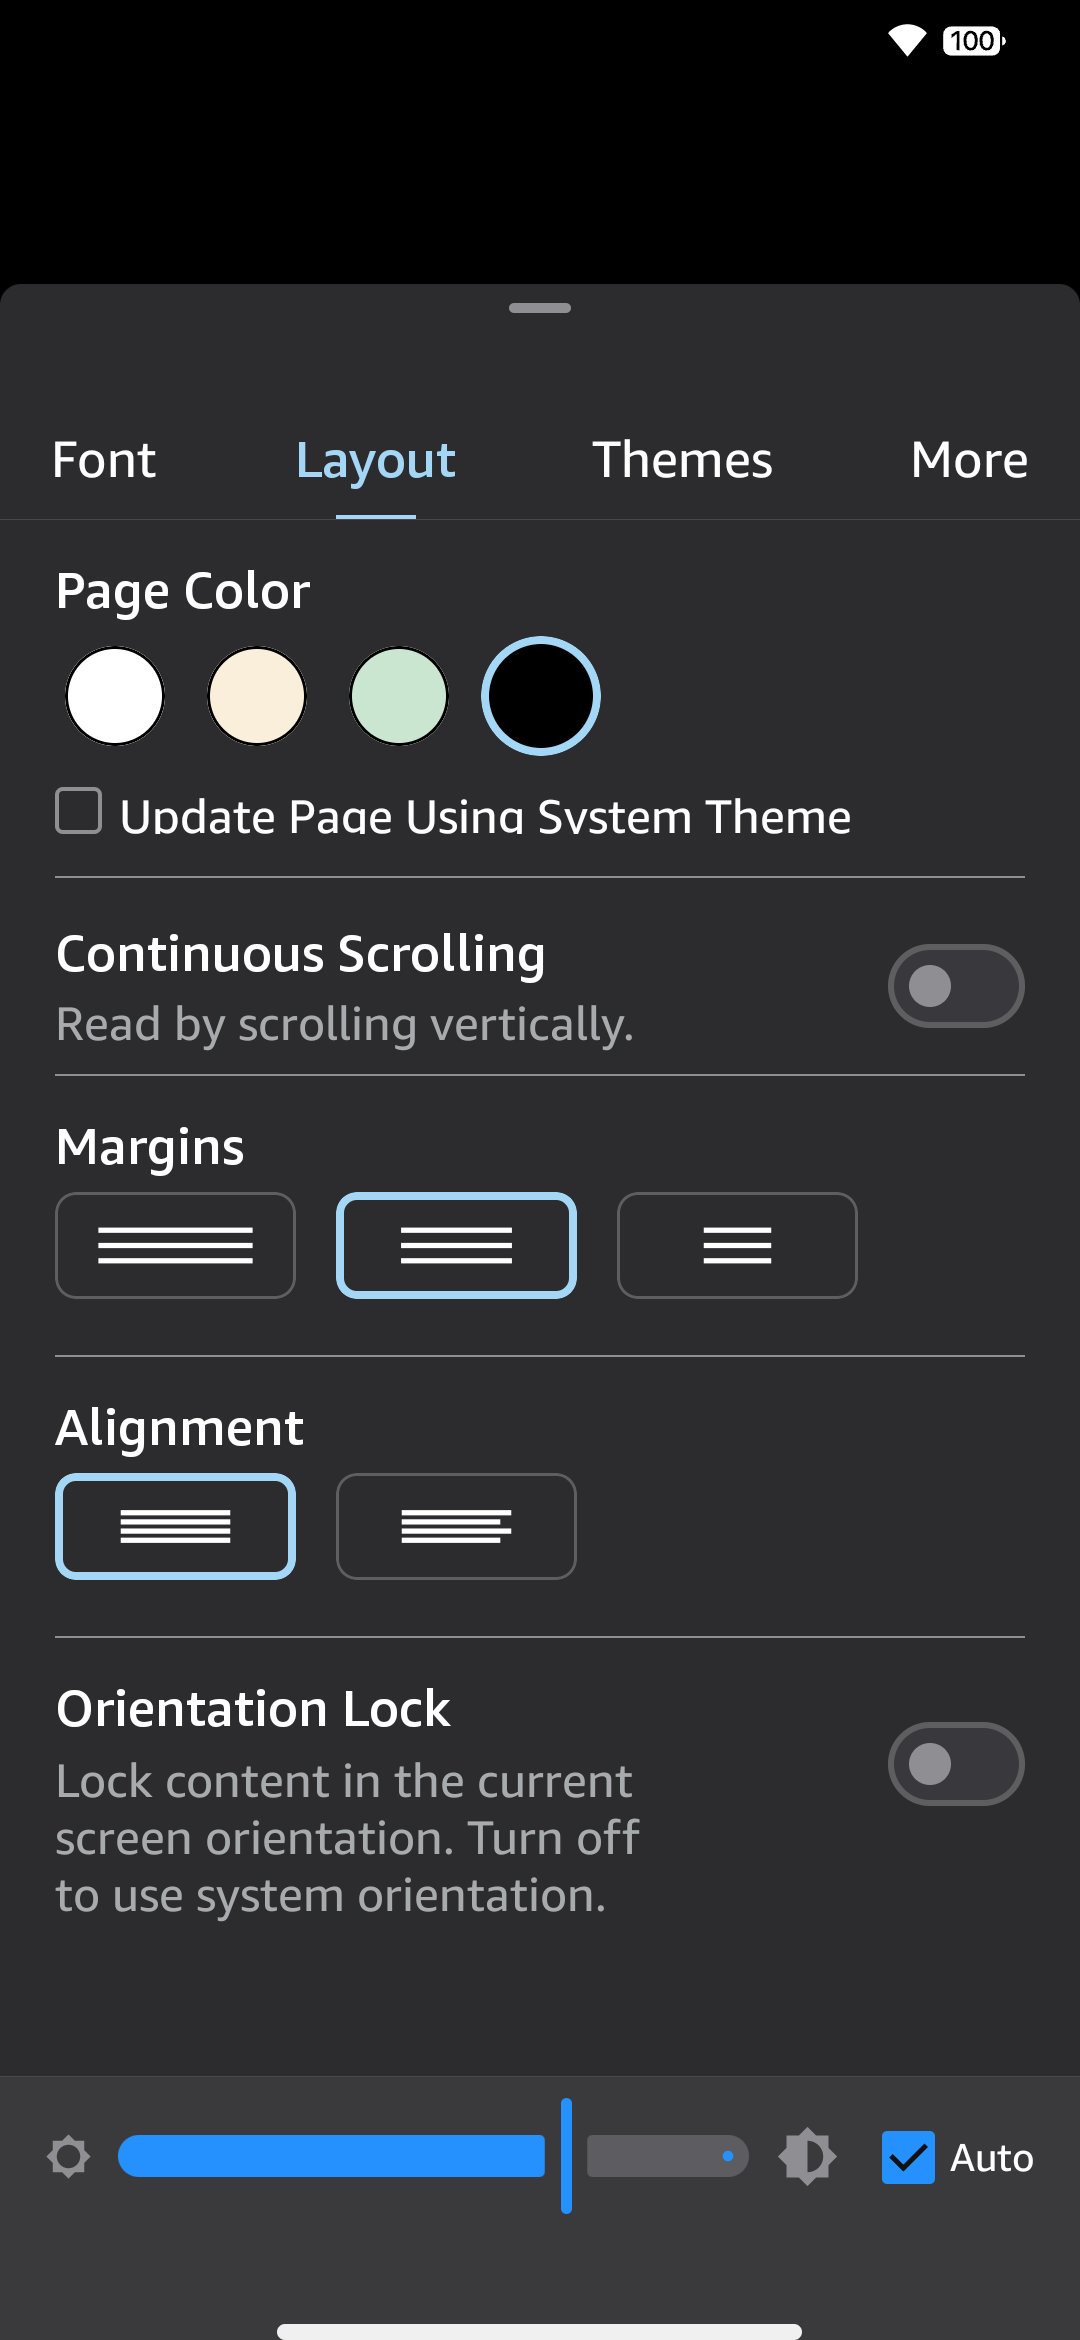 100
Font
Layout
Themes
More
Page Color
Update Page Using System Theme
Continuous Scrolling
Read by scrolling vertically.
Margins
Alignment
Orientation Lock
Lock content in the current
screen orientation. Turn off
to use system orientation.
Auto